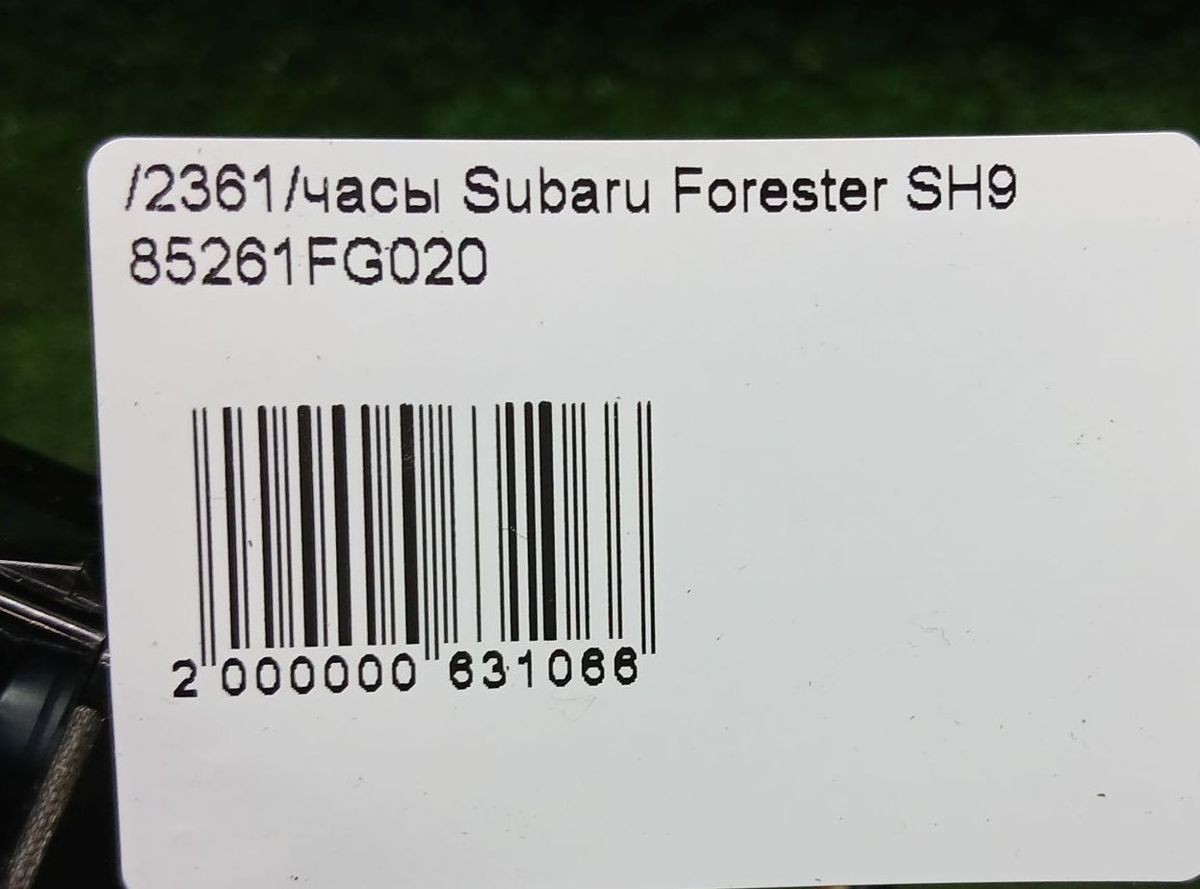 /2361/часы Subaru Forester SH9
85261FG020
2 000000 631066